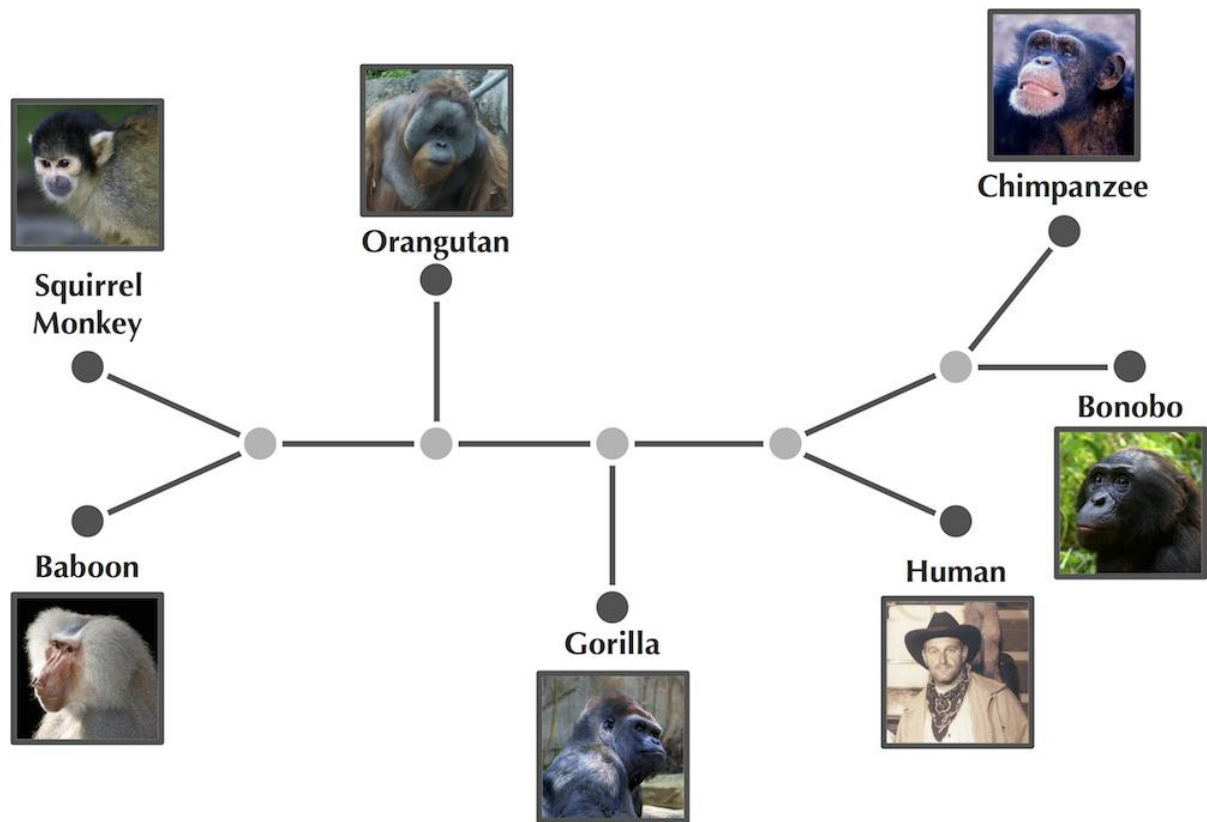 Chimpanzee
Orangutan
Squirrel
Monkey
Bonobo
Baboon
Human
Gorilla